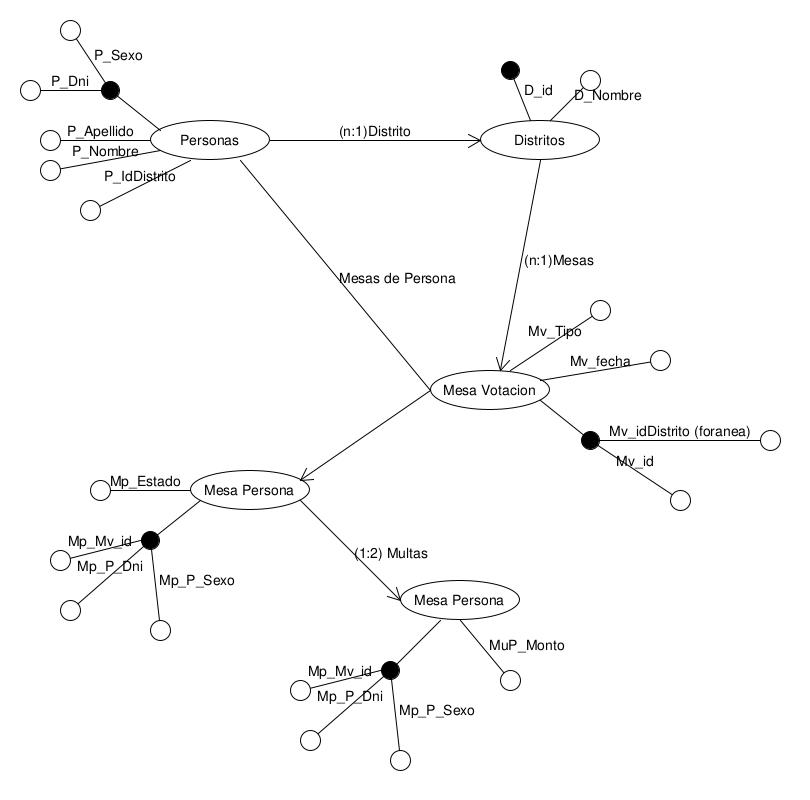 P_Sexo
P_Dni
D_id
D_Nombre
P_Apellido
(n:1)Distrito
Personas
Distritos
P_Nombre
P_IdDistrito
(n:1)Mesas
Mesas de Persona
Mv_Tipo
Mv_fecha
Mesa Votacion
Mv_idDistrito (foranea)
Mv_id
Mp_Estado
Mesa Persona
Mp_Mv_id
Mp_P_Dni
Mp_P_Sexo
(1:2) Multas
Mesa Persona
MuP_Monto
Mp_Mv_id
Mp_P_Dni
Mp_P_Sexo